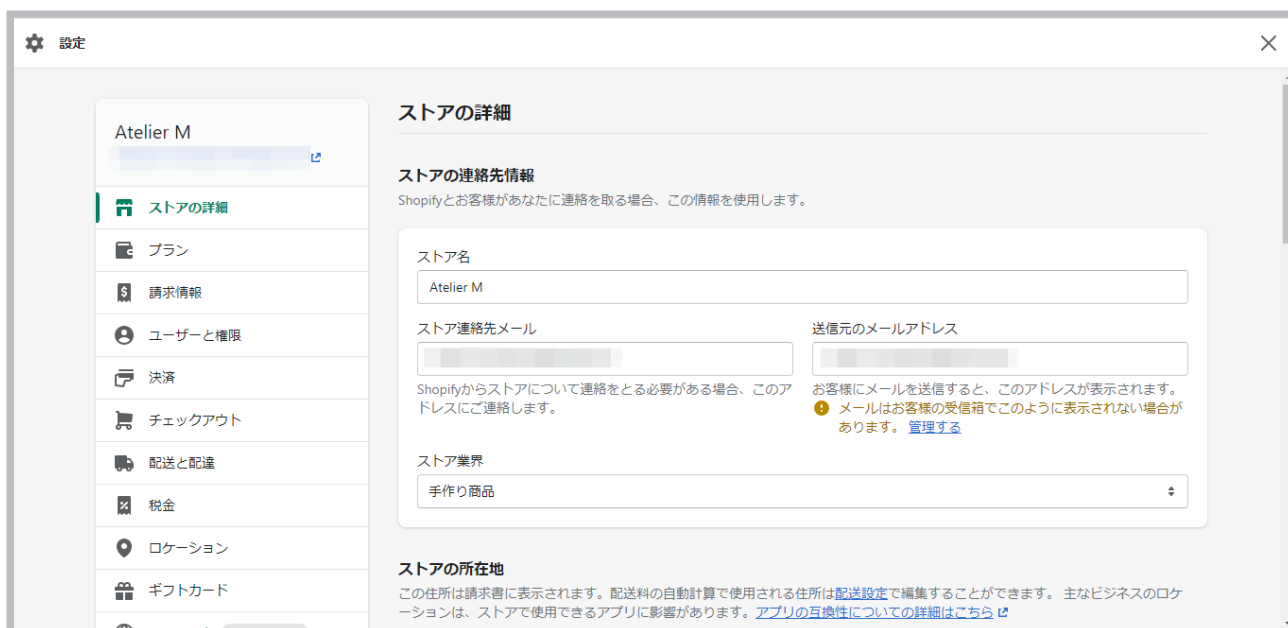 設定
Atelier M
ストアの詳細
プラン
請求情報
ユーザーと権限
決済
チェックアウト
配送と配達
税金
ロケーション
ギフトカード
ストアの詳細
ストアの連絡先情報
Shopifyとお客様があなたに連絡を取る場合、この情報を使用します。
ストア名
Atelier M
ストア連絡先メール
Shopifyからストアについて連絡をとる必要がある場合、このア
ドレスにご連絡します。
送信元のメールアドレス
お客様にメールを送信すると、このアドレスが表示されます。
メールはお客様の受信箱でこのように表示されない場合が
あります。 管理する
ストア業界
手作り商品
ストアの所在地
この住所は請求書に表示されます。配送料の自動計算で使用される住所は配送設定で編集することができます。 主なビジネスのロケ
ーションは、ストアで使用できるアプリに影響があります。アプリの互換性についての詳細はこちら